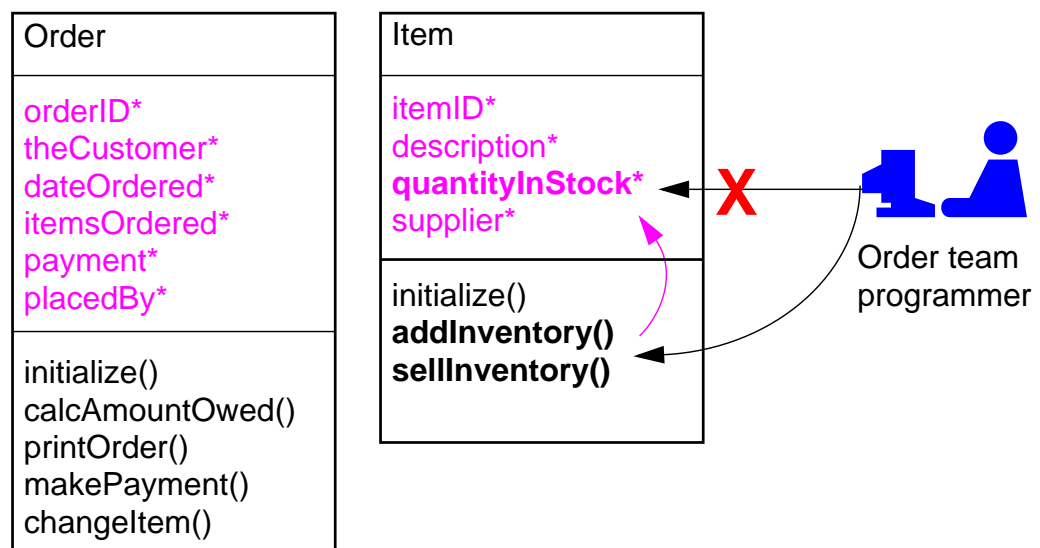 Order
orderID*
theCustomer*
dateOrdered*
itemsOrdered*
payment*
placedBy*
initialize()
calcAmountOwed()
printOrder()
makePayment()
changeItem()
Item
itemID*
description*
quantityInStock*
supplier*
initialize()
addInventory()
sellInventory()
X
Order team
programmer